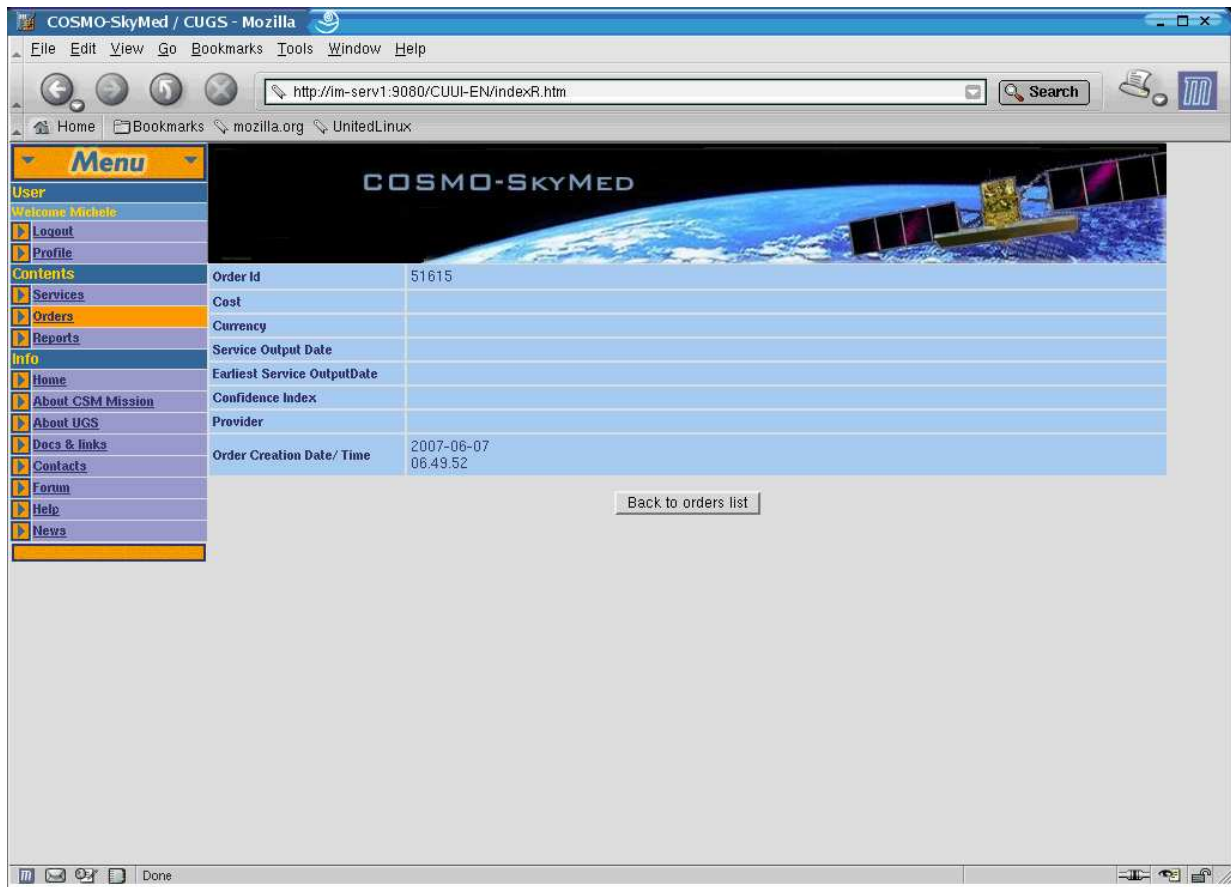 COSMO-SkyMed / CUGS - Mozilla
File Edit View Go Bookmarks Tools Window Help
http://im-serv1:9080/CUUI-EN/indexR.htm
Search
Home Bookmarks mozilla.org UnitedLinux
Menu
User
Welcome Michele
Logout
Profile
Contents
Services
Orders
Reports
Info
Home
About CSM Mission
About UGS
Docs & links
Contacts
Forum
Help
News
COSMO-SKYMED
Order Id 51615
Cost
Currency
Service Output Date
Earliest Service OutputDate
Confidence Index
Provider
Order Creation Date/ Time 2007-06-07
06.49.52
Back to orders list
Done